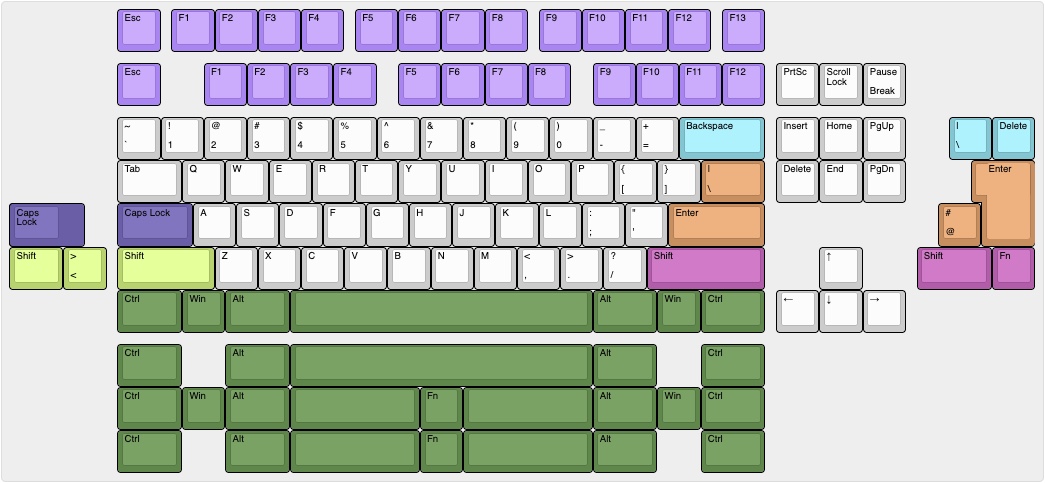 Esc F1 F2 F3 F4 F5 F6 F7 F8 F9 F10 F11 F12 F13
Esc F1 F2 F3 F4 F5 F6 F7 F8 F9 F10 F11 F12 PrtSc Scroll Pause
Lock
Break
~ ! @ # $ % ^ & * ( ) _ + Backspace Insert Home PgUp | Delete
` 1 2 3 4 5 6 7 8 9 0 - = \
Tab Q W E R T Y U I O P { } | Delete End PgDn Enter
[ ] \
Caps Caps Lock A S D F G H J K L : " Enter #
Lock
; ' @
Shift > Shift Z X C V B N M < > ? Shift ↑ Shift Fn
< , . /
Ctrl Win Alt Alt Win Ctrl ← ↓ →
Ctrl Alt Alt Ctrl
Ctrl Win Alt Fn Alt Win Ctrl
Ctrl Alt Fn Alt Ctrl